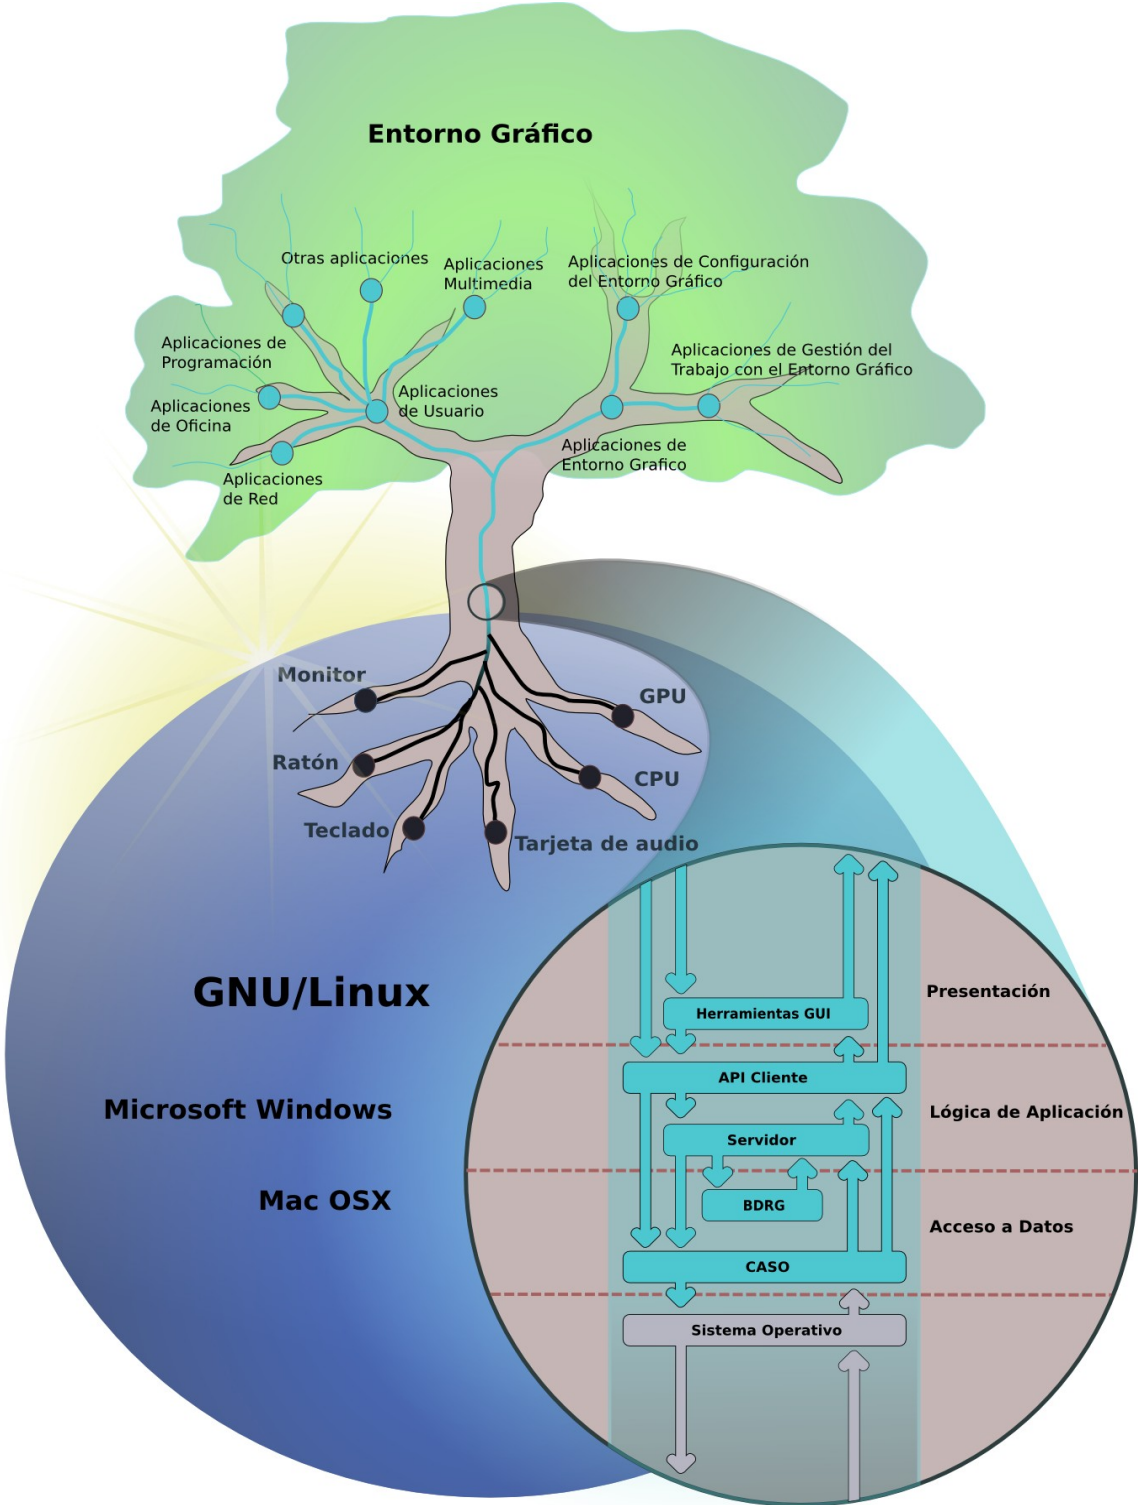 Entorno Gráfico
Otras aplicaciones
Aplicaciones
Multimedia
Aplicaciones de Configuración
del Entorno Gráfico
Aplicaciones de
Programación
Aplicaciones de Gestión del
Trabajo con el Entorno Gráfico
Aplicaciones
de Oficina
Aplicaciones
de Usuario
Aplicaciones de
Entorno Grafico
Aplicaciones
de Red
Monitor
GPU
Ratón
CPU
Teclado
Tarjeta de audio
GNU/Linux
Microsoft Windows
Mac OSX
Presentación
Herramientas GUI
API Cliente
Lógica de Aplicación
Servidor
BDRG
Acceso a Datos
CASO
Sistema Operativo